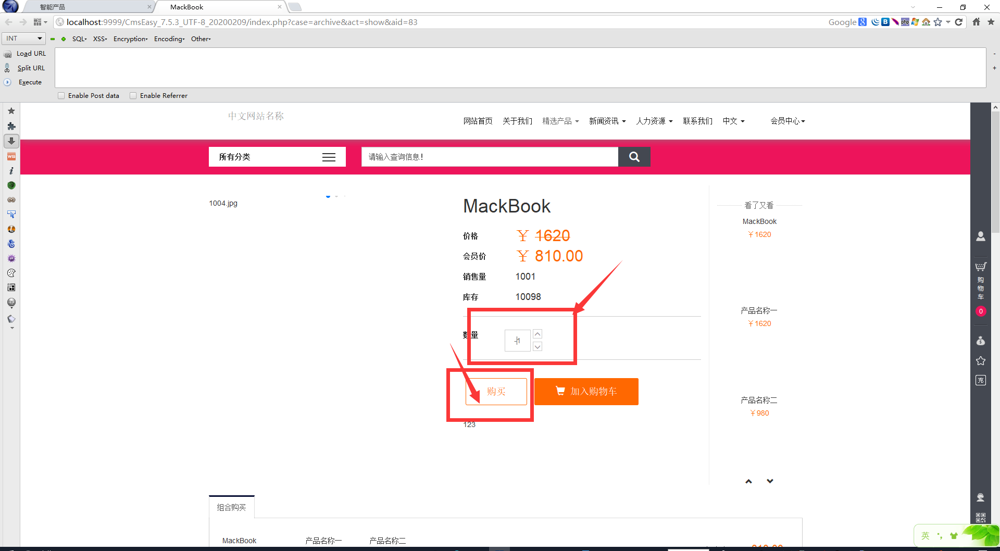 智能产品
MackBook
localhost:9999/CmsEasy_7.5.3_UTF-8_20200209/index.php?case=archive&act=show&aid=83
Google
INT
SQL
XSS
Encryption
Encoding
Other
Load URL
Split URL
Execute
Enable Post data
Enable Referrer
中文网站名称
网站首页
关于我们
精选产品
新闻资讯
人力资源
联系我们
中文
会员中心
所有分类
请输入查询信息!
1004.jpg
MackBook
价格 ¥ 1620
会员价 ¥ 810.00
销售量 1001
库存 10098
数量 -1
购买
加入购物车
123
看了又看
MackBook
¥1620
产品名称一
¥1620
产品名称二
¥980
购物车
0
充
组合购买
MackBook
产品名称一
产品名称二
英